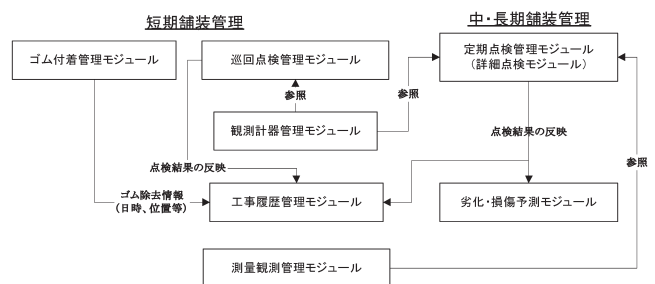 短期舗装管理
中・長期舗装管理
ゴム付着管理モジュール
巡回点検管理モジュール
定期点検管理モジュール
（詳細点検モジュール）
参照
参照
観測計器管理モジュール
点検結果の反映
参照
点検結果の反映
ゴム除去情報
（日時、位置等）
工事履歴管理モジュール
劣化・損傷予測モジュール
測量観測管理モジュール